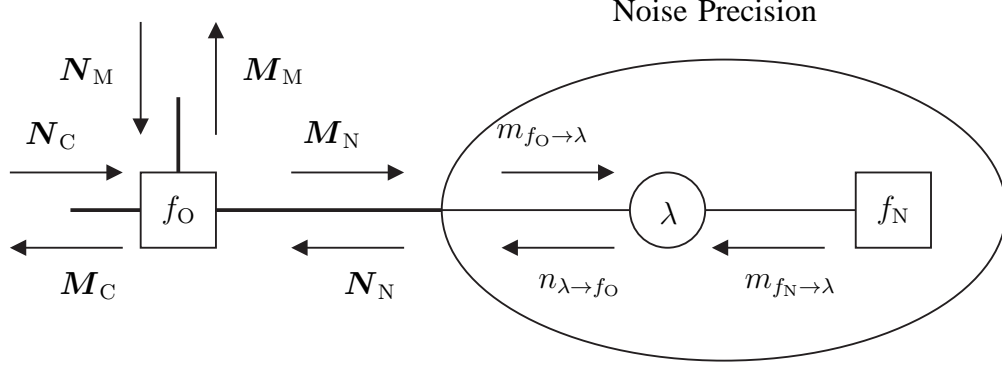 Noise Precision
N_M M_M
N_C M_N m_{f_O→λ}
f_O λ f_N
M_C N_N n_{λ→f_O} m_{f_N→λ}